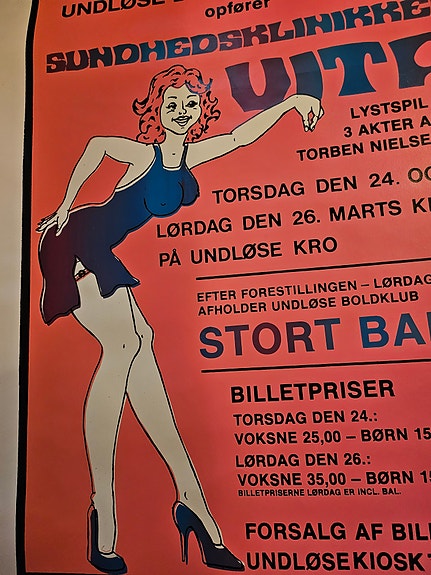 UNDLØSE
opfører
SUNDHEDSKLINIKKE
VITA
LYSTSPIL
3 AKTER A
TORBEN NIELSE
TORSDAG DEN 24. OG
LØRDAG DEN 26. MARTS K
PÅ UNDLØSE KRO
EFTER FORESTILLINGEN – LØRDAG
AFHOLDER UNDLØSE BOLDKLUB
STORT BA
BILLETPRISER
TORSDAG DEN 24.:
VOKSNE 25,00 – BØRN 15
LØRDAG DEN 26.:
VOKSNE 35,00 – BØRN 1
BILLETPRISERNE LØRDAG ER INCL. BAL.
FORSALG AF BIL
UNDLØSE KIOSK